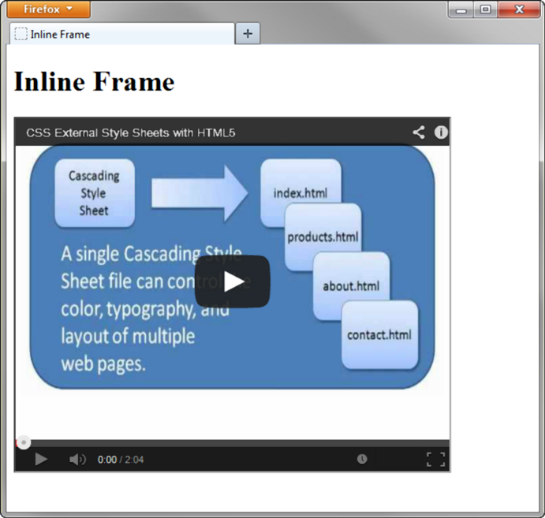 Firefox
Inline Frame
Inline Frame
CSS External Style Sheets with HTML5
Cascading
Style
Sheet
index.html
products.html
about.html
contact.html
A single Cascading Style
Sheet file can
color, typography, and
layout of multiple
web pages.
0:00 / 2:04